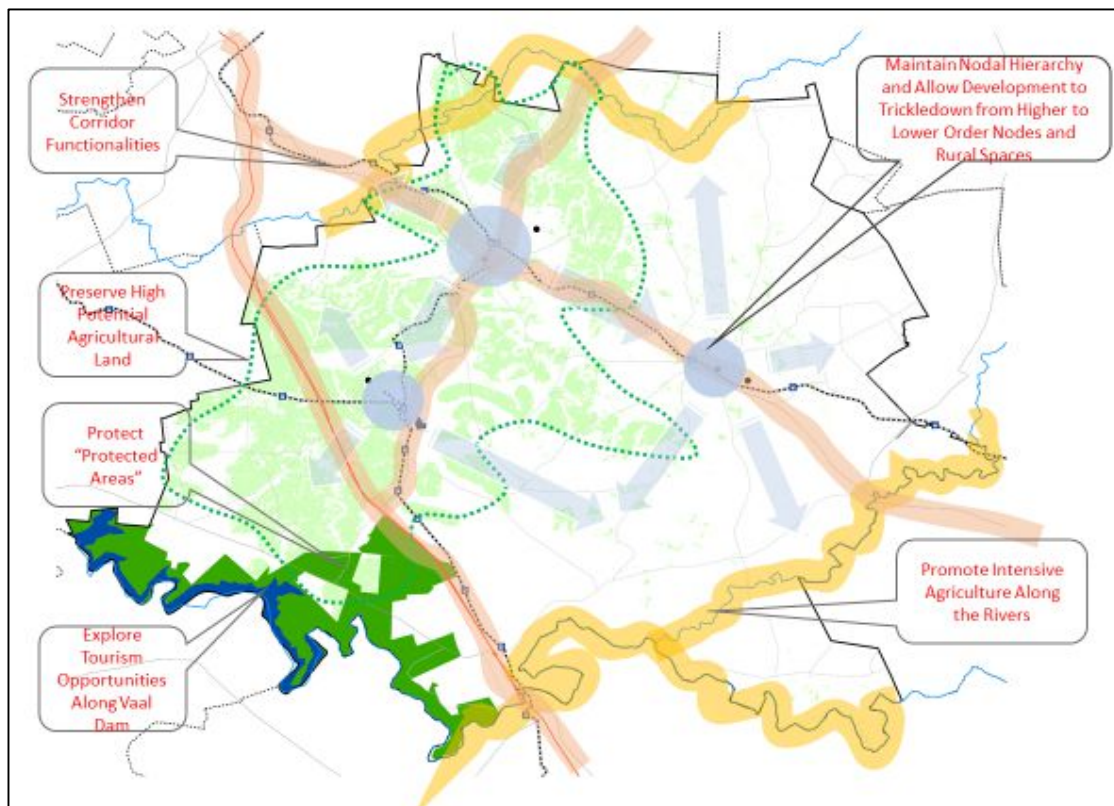 Strengthen
Corridor
Functionalities
Maintain Nodal Hierarchy
and Allow Development to
Trickledown from Higher to
Lower Order Nodes and
Rural Spaces
Preserve High
Potential
Agricultural
Land
Protect
“Protected
Areas”
Explore
Tourism
Opportunities
Along Vaal
Dam
Promote Intensive
Agriculture Along
the Rivers